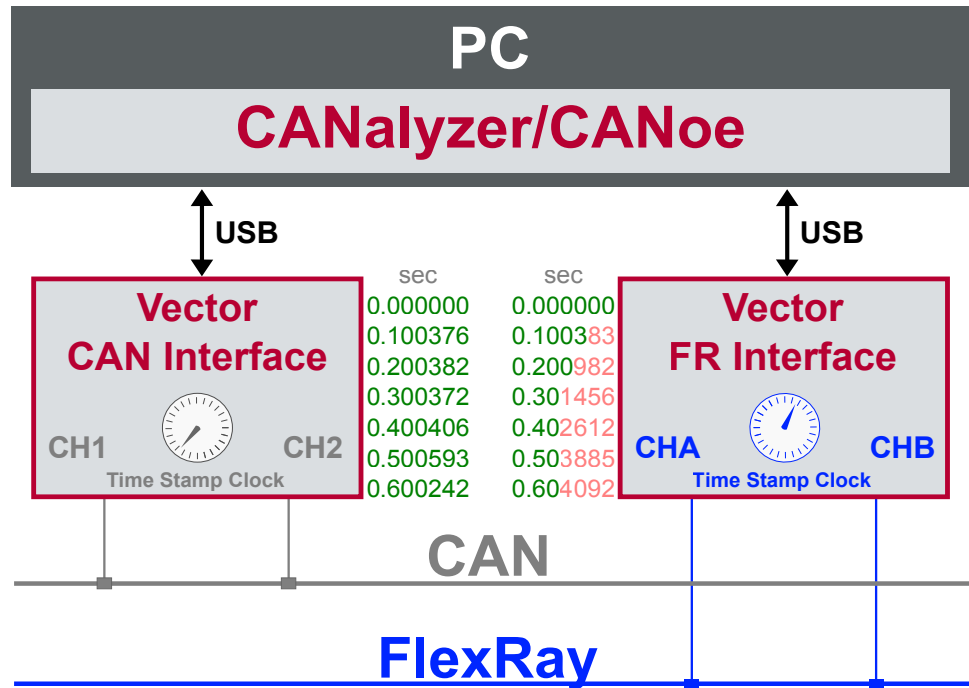 PC
CANalyzer/CANoe
USB
USB
Vector
CAN Interface
CH1
CH2
Time Stamp Clock
sec
0.000000
0.100376
0.200382
0.300372
0.400406
0.500593
0.600242
sec
0.000000
0.100383
0.200982
0.301456
0.402612
0.503885
0.604092
Vector
FR Interface
CHA
CHB
Time Stamp Clock
CAN
FlexRay